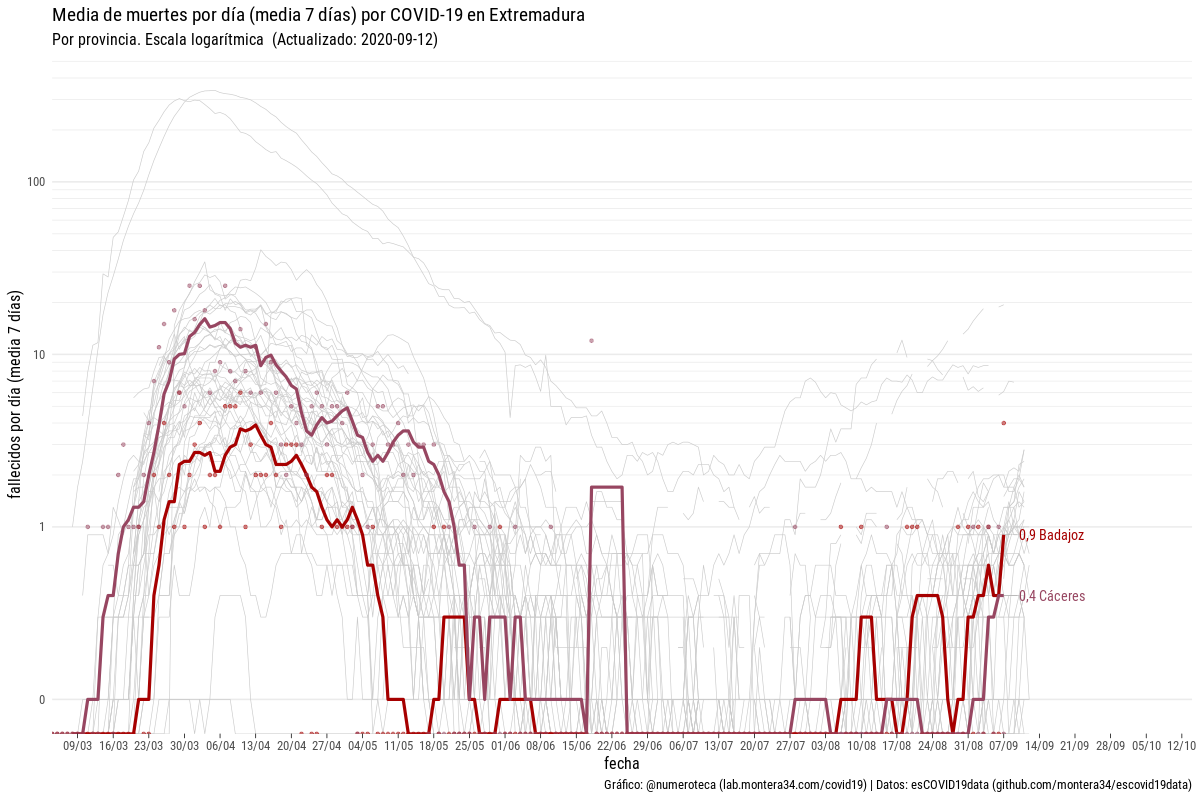 Media de muertes por día (media 7 días) por COVID-19 en Extremadura
Por provincia. Escala logarítmica (Actualizado: 2020-09-12)
fallecidos por día (media 7 días)
100
10
1
0
0,9 Badajoz
0,4 Cáceres
09/03 16/03 23/03 30/03 06/04 13/04 20/04 27/04 04/05 11/05 18/05 25/05 01/06 08/06 15/06 22/06 29/06 06/07 13/07 20/07 27/07 03/08 10/08 17/08 24/08 31/08 07/09 14/09 21/09 28/09 05/10 12/10
fecha
Gráfico: @numeroteca (lab.montera34.com/covid19) | Datos: esCOVID19data (github.com/montera34/escovid19data)